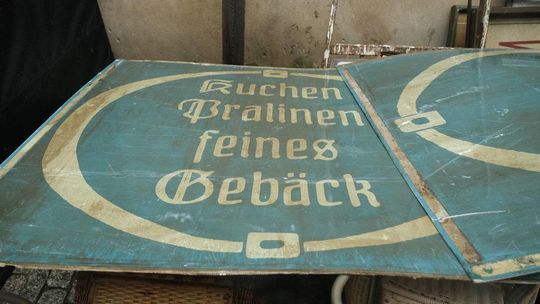 Kuchen
Pralinen
feines
Gebäck